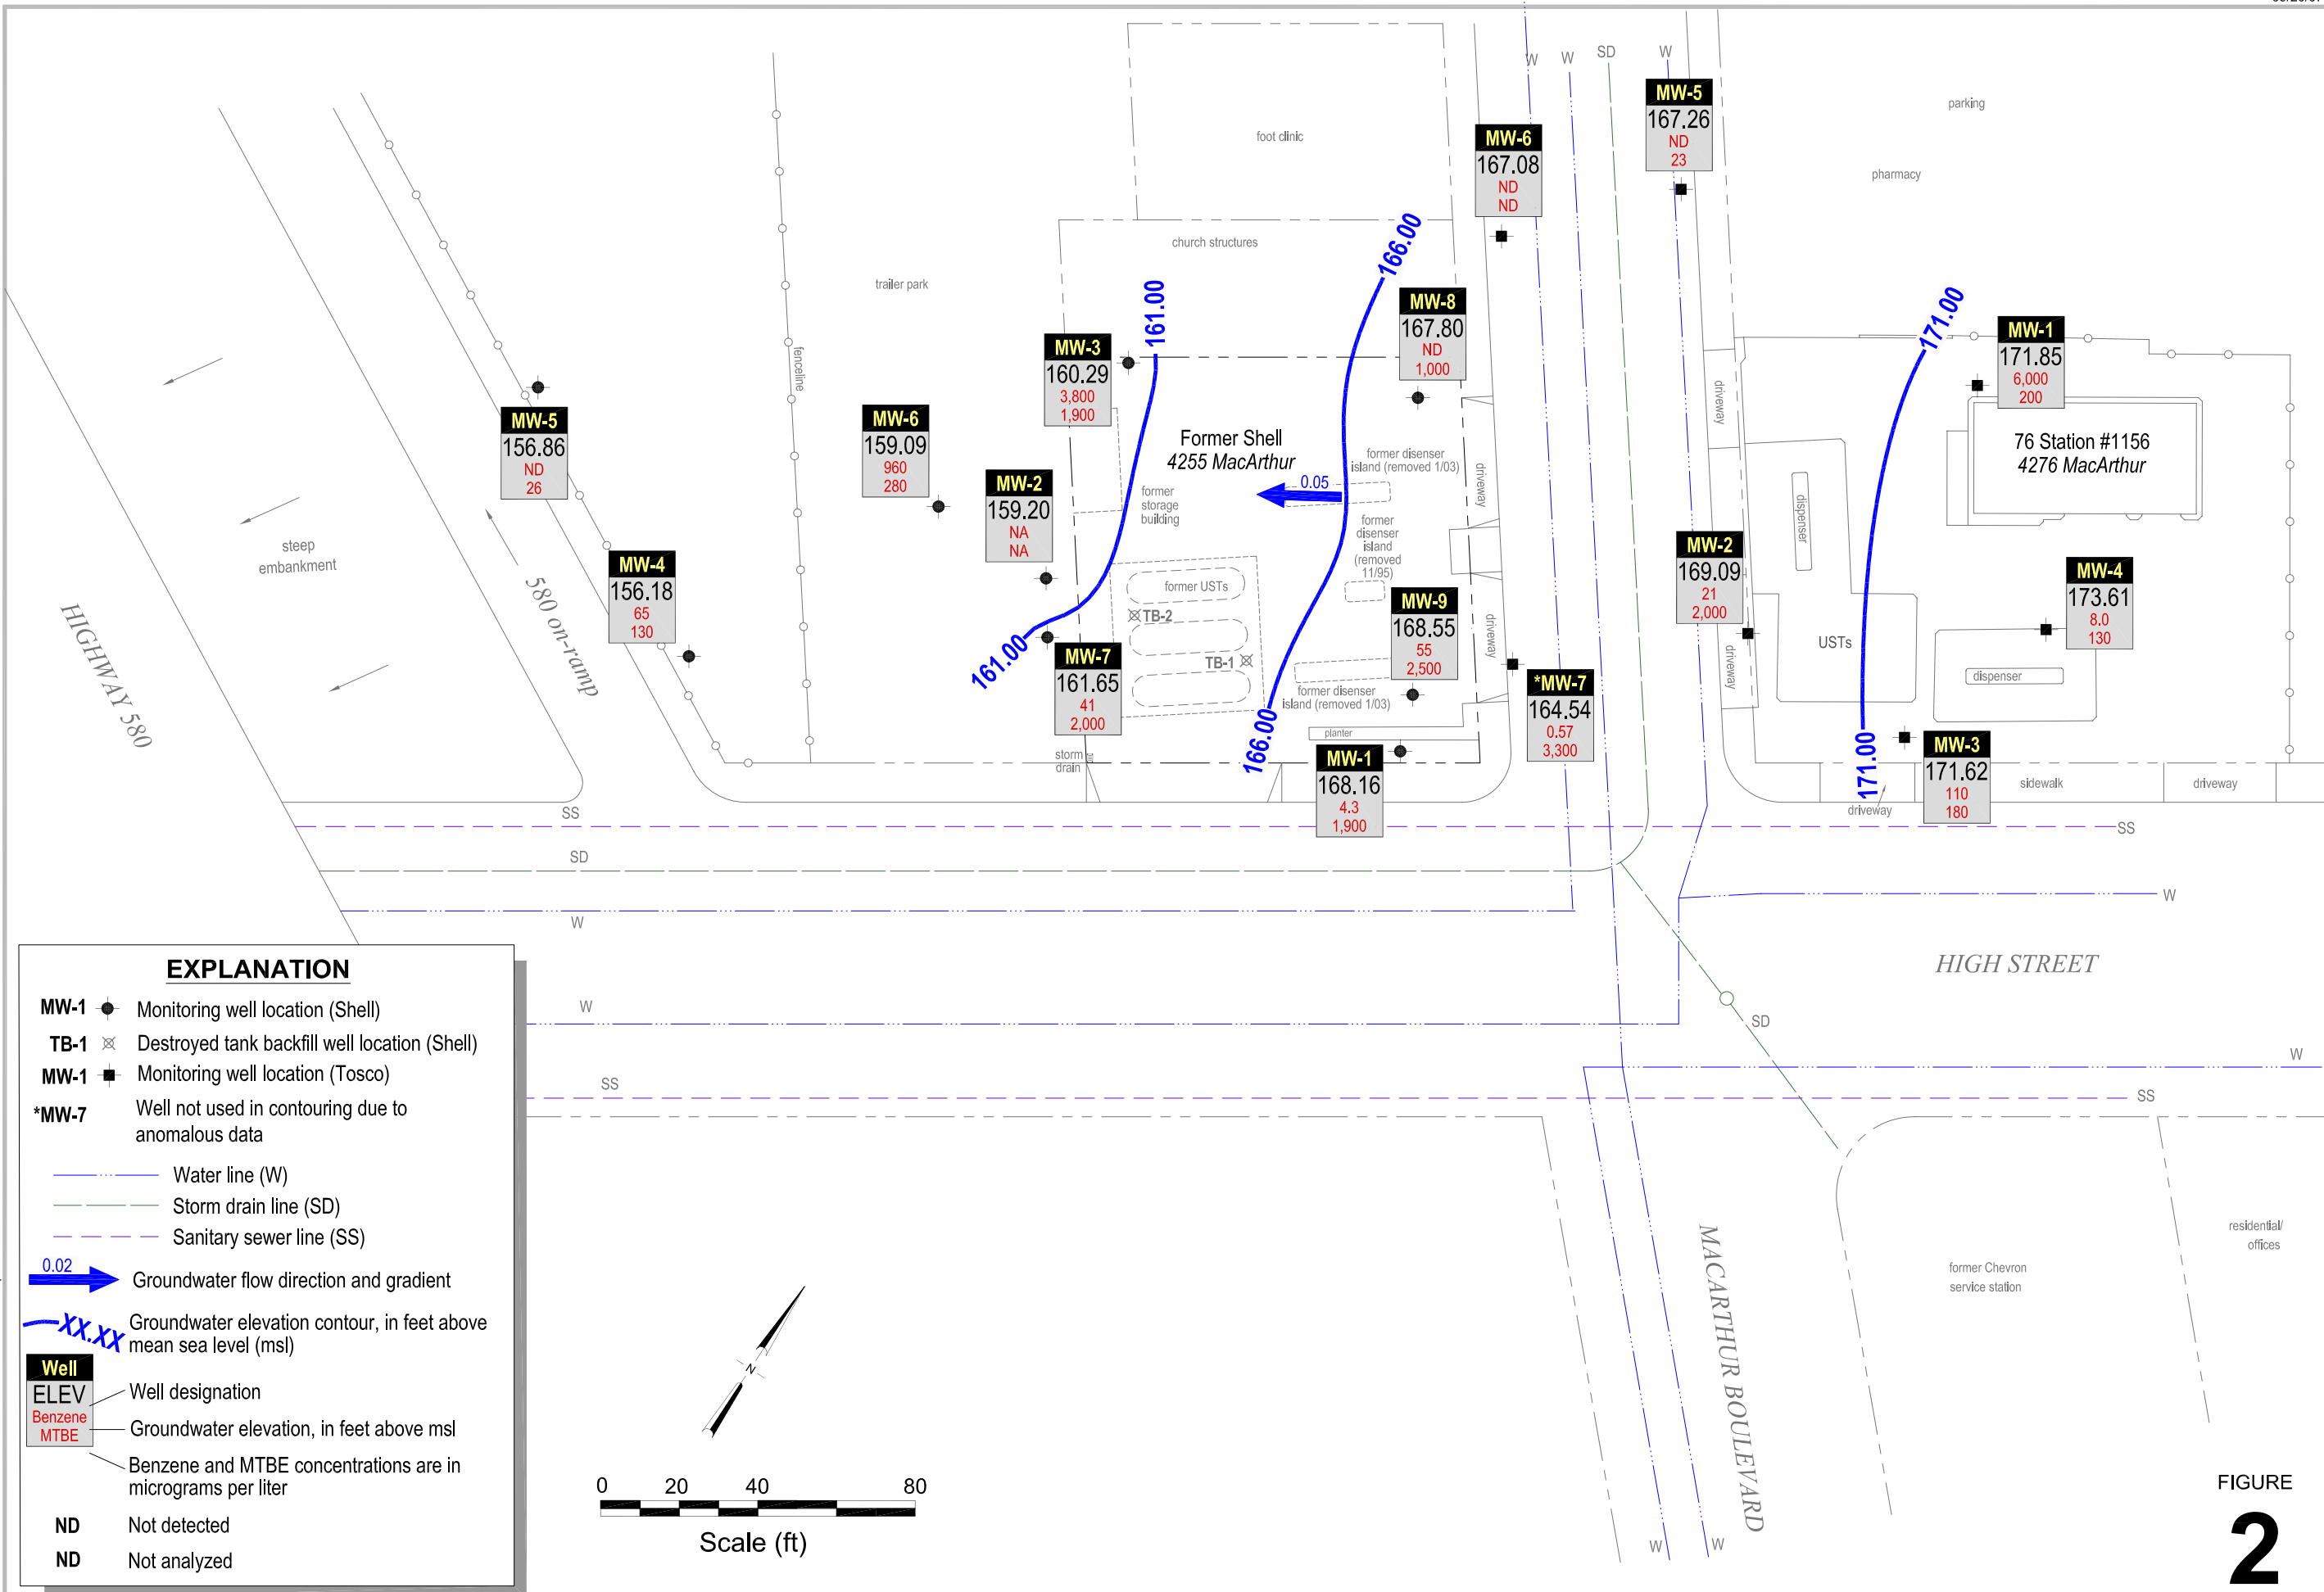 W
W
SD
W
MW-5
167.26
ND
23
parking
MW-6
167.08
ND
ND
foot clinic
pharmacy
church structures
166.00
trailer park
161.00
MW-8
167.80
ND
1,000
171.00
MW-1
171.85
6,000
200
MW-3
160.29
3,800
1,900
fenceline
driveway
MW-5
156.86
ND
26
MW-6
159.09
960
280
Former Shell
4255 MacArthur
76 Station #1156
4276 MacArthur
former disenser
island (removed 1/03)
driveway
MW-2
159.20
NA
NA
former
storage
building
0.05
dispenser
former
disenser
island
(removed
11/95)
steep
embankment
MW-4
156.18
65
130
580 on-ramp
HIGHWAY 580
former USTs
TB-2
TB-1
MW-9
168.55
55
2,500
driveway
MW-2
169.09
21
2,000
driveway
USTs
MW-4
173.61
8.0
130
dispenser
161.00
MW-7
161.65
41
2,000
former disenser
island (removed 1/03)
*MW-7
164.54
0.57
3,300
166.00
planter
storm
drain
MW-1
168.16
4.3
1,900
171.00
MW-3
171.62
110
180
sidewalk
driveway
driveway
SS
SS
SD
W
W
HIGH STREET
W
SD
W
SS
SS
EXPLANATION
MW-1 Monitoring well location (Shell)
TB-1 Destroyed tank backfill well location (Shell)
MW-1 Monitoring well location (Tosco)
*MW-7 Well not used in contouring due to
anomalous data
Water line (W)
Storm drain line (SD)
Sanitary sewer line (SS)
0.02
Groundwater flow direction and gradient
XX.XX
Groundwater elevation contour, in feet above
mean sea level (msl)
Well
ELEV
Benzene
MTBE
Well designation
Groundwater elevation, in feet above msl
Benzene and MTBE concentrations are in
micrograms per liter
ND Not detected
ND Not analyzed
N
0 20 40 80
Scale (ft)
MACARTHUR BOULEVARD
W
W
former Chevron
service station
residential/
offices
FIGURE
2